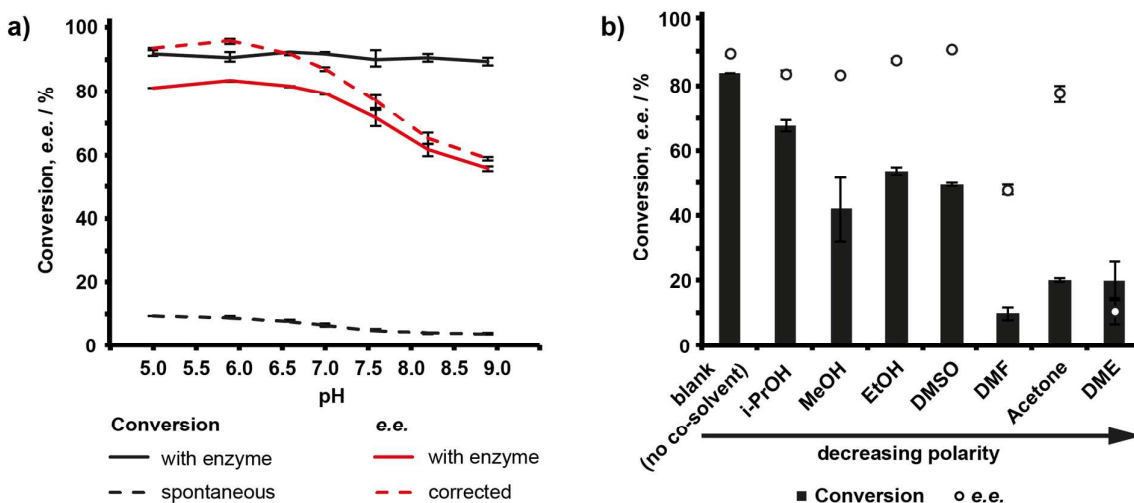 a)
Conversion, e.e. / %
100
80
60
40
20
0
5.0 5.5 6.0 6.5 7.0 7.5 8.0 8.5 9.0
pH
Conversion e.e.
with enzyme with enzyme
spontaneous corrected
b)
Conversion, e.e. / %
100
80
60
40
20
0
blank
(no co-solvent)
i-PrOH
MeOH
EtOH
DMSO
DMF
Acetone
DME
decreasing polarity
Conversion e.e.